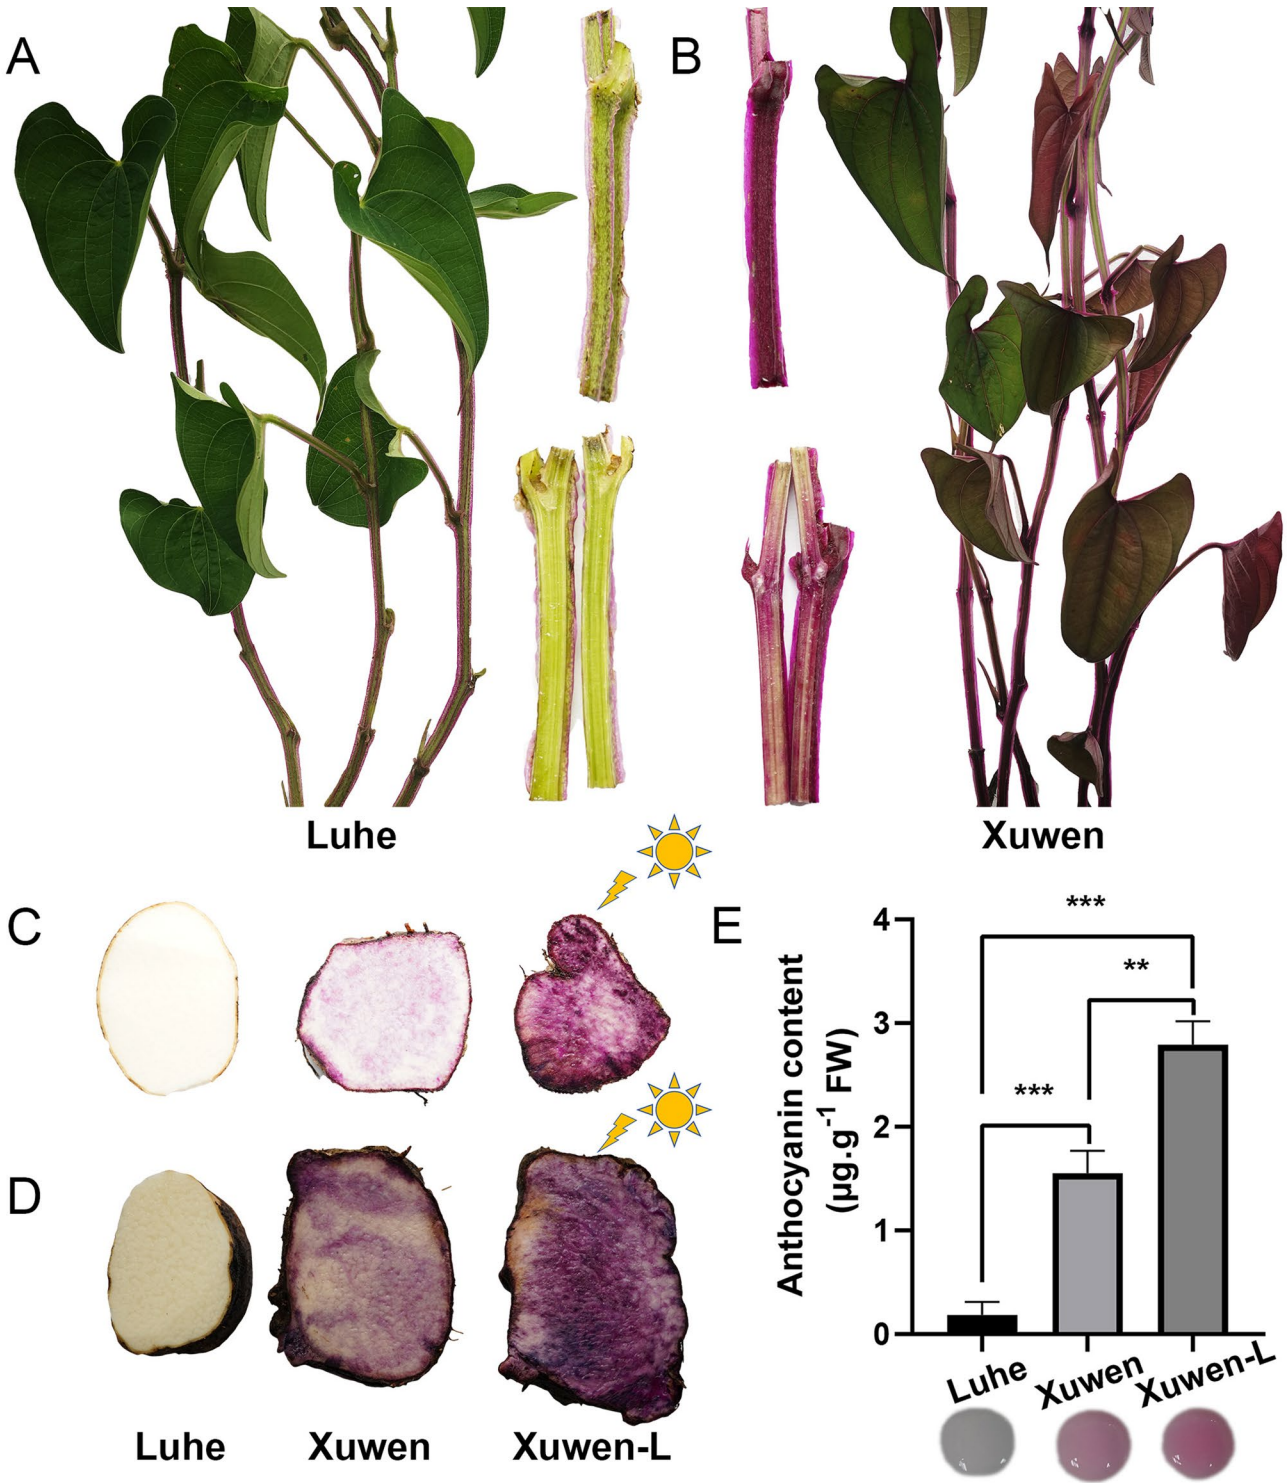 A
B
Luhe
Xuwen
C
D
Luhe
Xuwen
Xuwen-L
E
Anthocyanin content
(µg.g⁻¹ FW)
4
3
2
1
0
***
**
***
Luhe
Xuwen
Xuwen-L